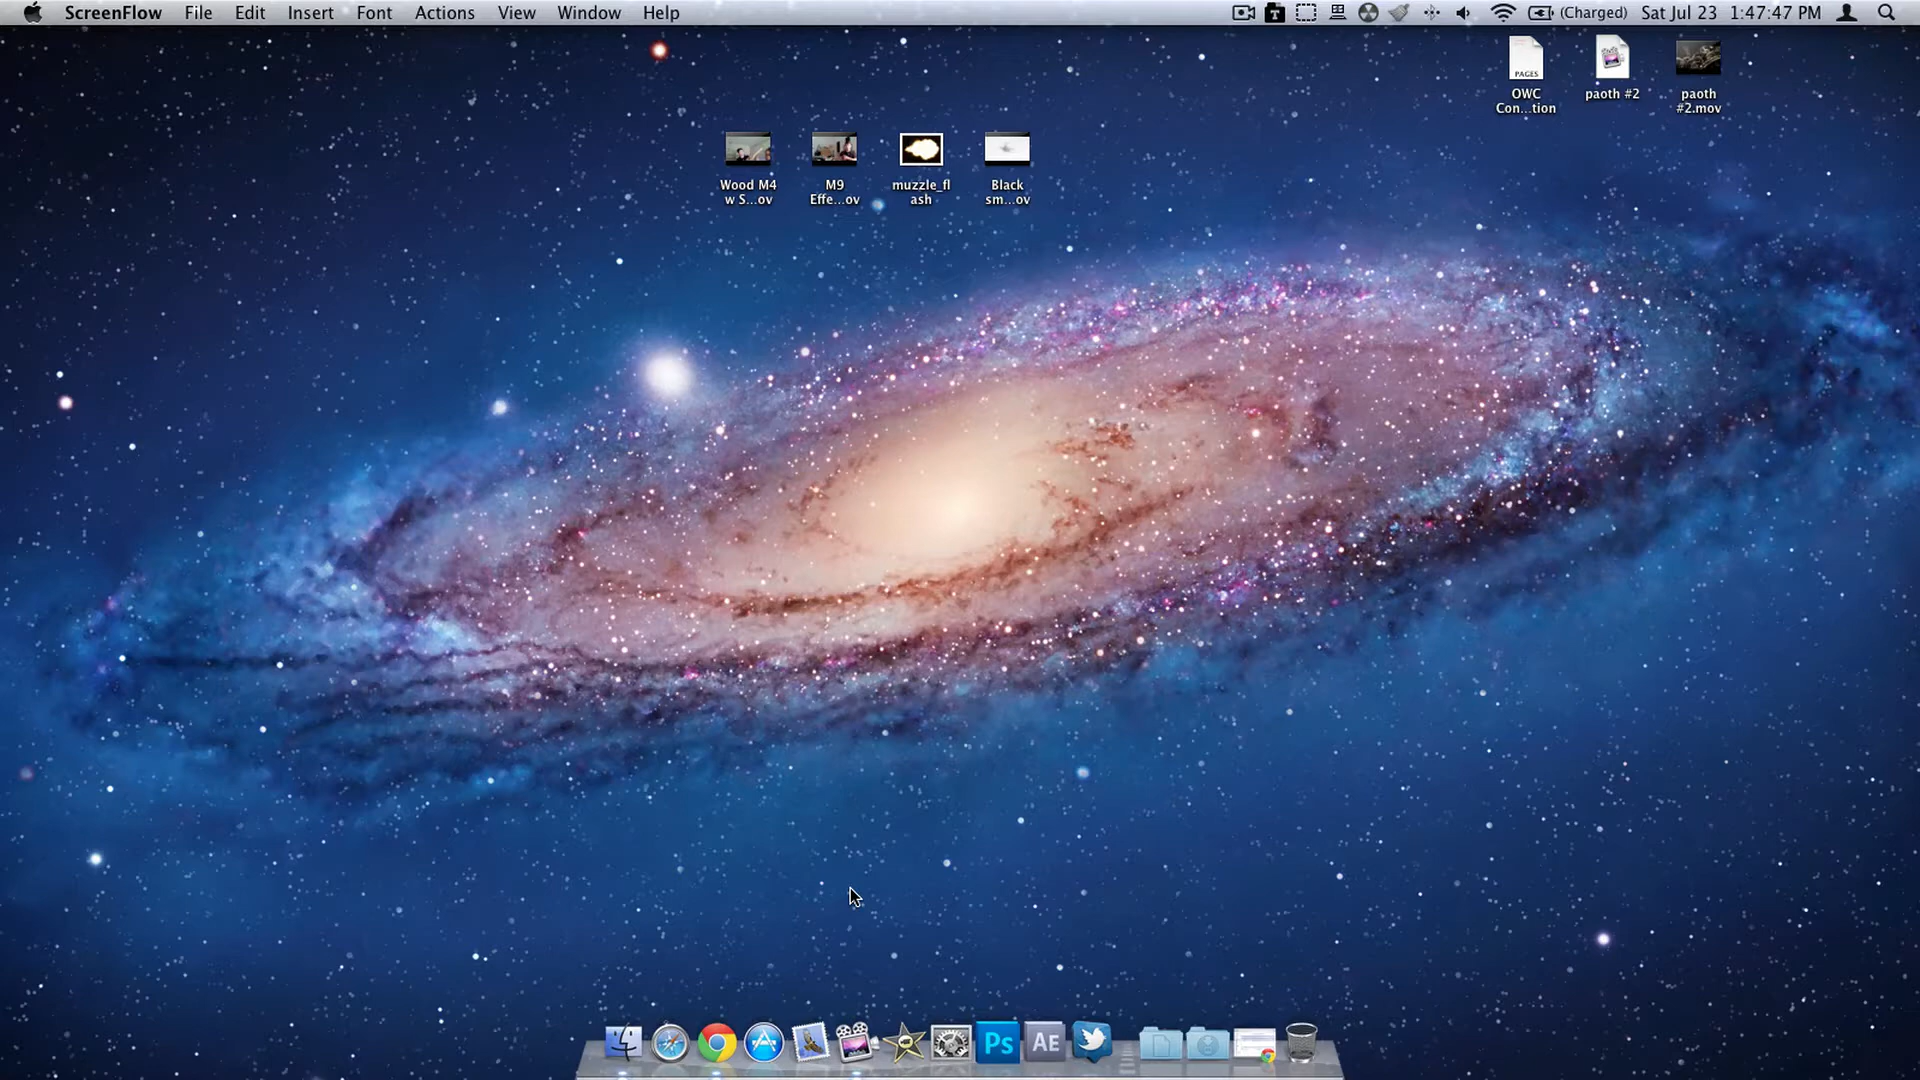 ScreenFlow File Edit Insert Font Actions View Window Help (Charged) Sat Jul 23 1:47:47 PM
PAGES
OWC
Con...tion
paoth #2
paoth
#2.mov
Wood M4
w S...ov
M9
Effe...ov
muzzle_fl
ash
Black
sm...ov
Ps
AE